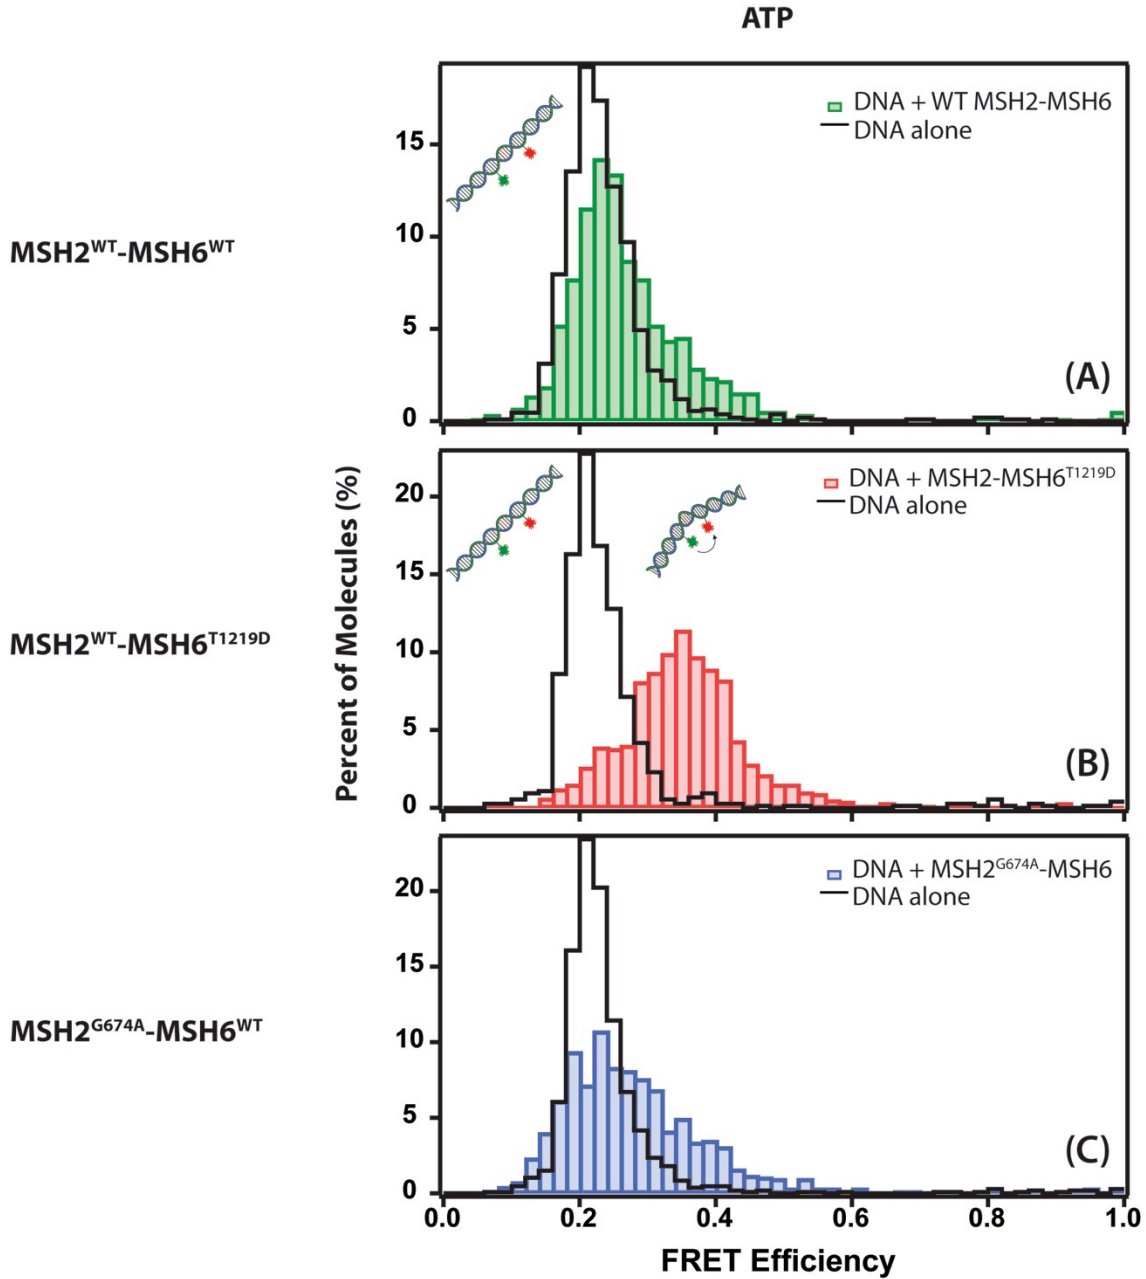 ATP
MSH2WT-MSH6WT
DNA + WT MSH2-MSH6
DNA alone
15
10
5
0
(A)
MSH2WT-MSH6T1219D
Percent of Molecules (%)
DNA + MSH2-MSH6T1219D
DNA alone
20
15
10
5
0
(B)
MSH2G674A-MSH6WT
DNA + MSH2G674A-MSH6
DNA alone
20
15
10
5
0
(C)
0.0 0.2 0.4 0.6 0.8 1.0
FRET Efficiency